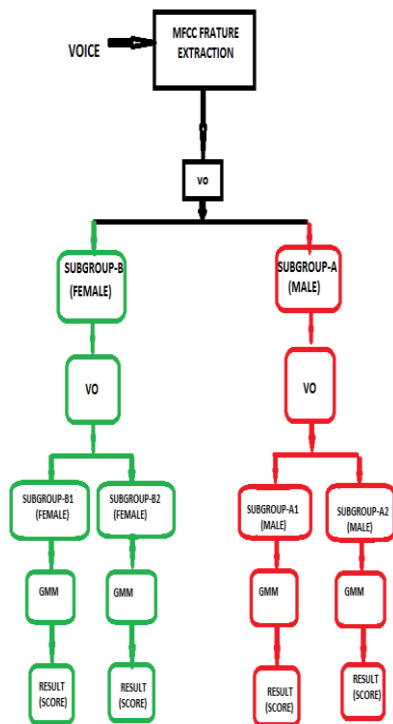 MFCC FRATURE
EXTRACTION
VOICE
VO
SUBGROUP-B
(FEMALE)
SUBGROUP-A
(MALE)
VO
VO
SUBGROUP-B1
(FEMALE)
SUBGROUP-B2
(FEMALE)
SUBGROUP-A1
(MALE)
SUBGROUP-A2
(MALE)
GMM
GMM
GMM
GMM
RESULT
(SCORE)
RESULT
(SCORE)
RESULT
(SCORE)
RESULT
(SCORE)